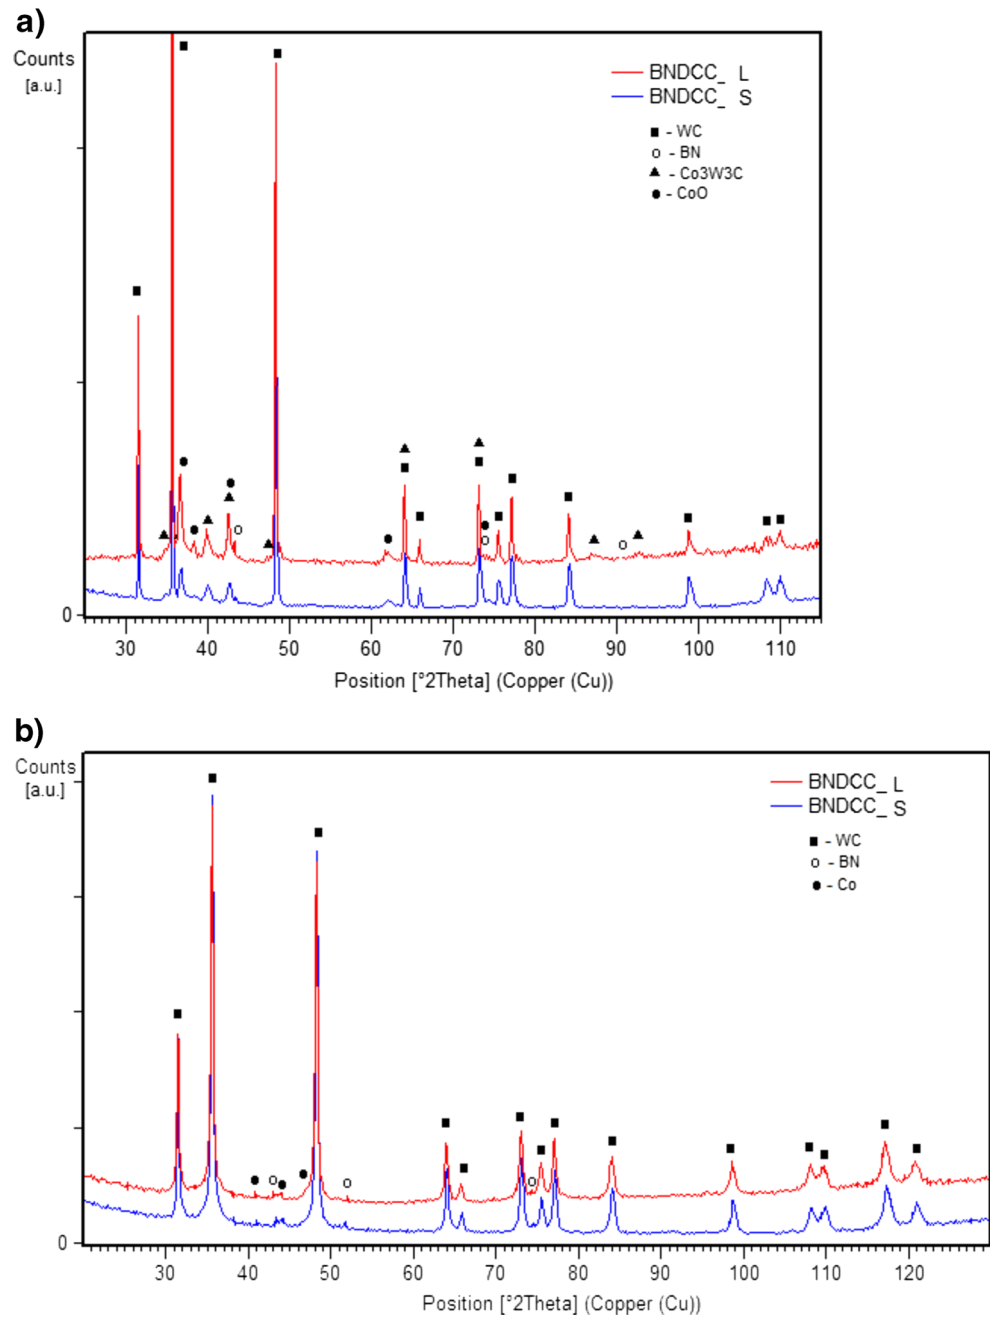 a)
Counts
[a.u.]
BNDCC_ L
BNDCC_ S
■ - WC
○ - BN
▲ - Co3W3C
● - CoO
0
30 40 50 60 70 80 90 100 110
Position [°2Theta] (Copper (Cu))
b)
Counts
[a.u.]
BNDCC_ L
BNDCC_ S
■ - WC
○ - BN
● - Co
0
30 40 50 60 70 80 90 100 110 120
Position [°2Theta] (Copper (Cu))